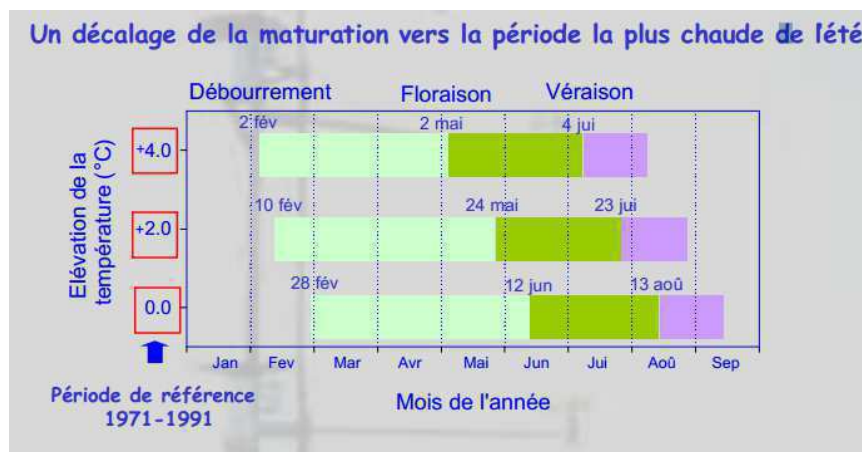 Un décalage de la maturation vers la période la plus chaude de l'été
Débourrement Floraison Véraison
2 fév 2 mai 4 jui
+4.0
10 fév 24 mai 23 jui
+2.0
28 fév 12 jun 13 aoû
0.0
Elévation de la
température (°C)
Jan Fev Mar Avr Mai Jun Jui Aoû Sep
Période de référence
1971-1991
Mois de l'année